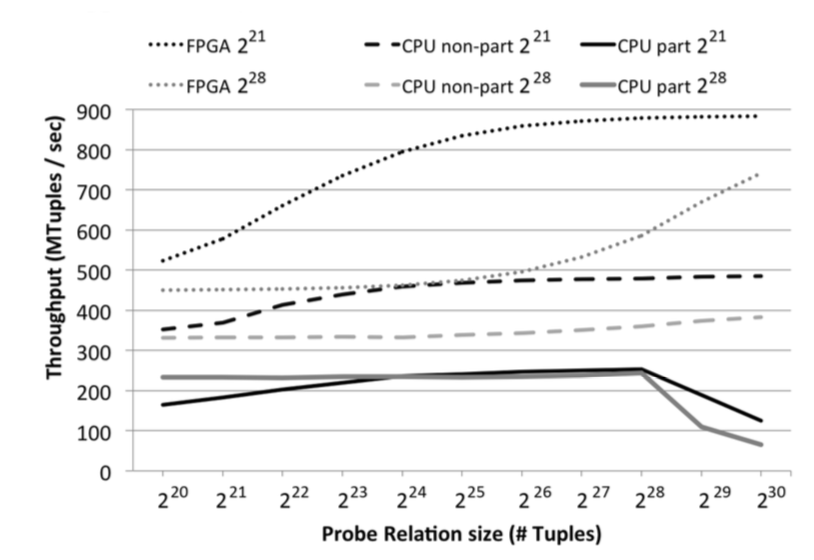 FPGA 2^21 CPU non-part 2^21 CPU part 2^21
FPGA 2^28 CPU non-part 2^28 CPU part 2^28
900
800
700
600
500
400
300
200
100
0
Throughput (MTuples / sec)
2^20 2^21 2^22 2^23 2^24 2^25 2^26 2^27 2^28 2^29 2^30
Probe Relation size (# Tuples)